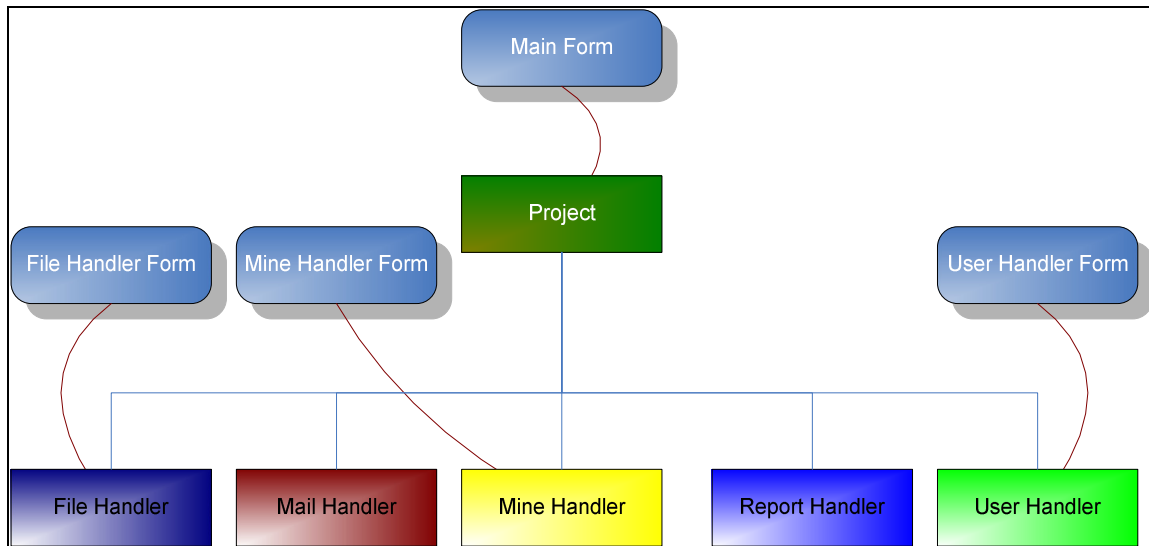 Main Form
Project
File Handler Form
Mine Handler Form
User Handler Form
File Handler
Mail Handler
Mine Handler
Report Handler
User Handler